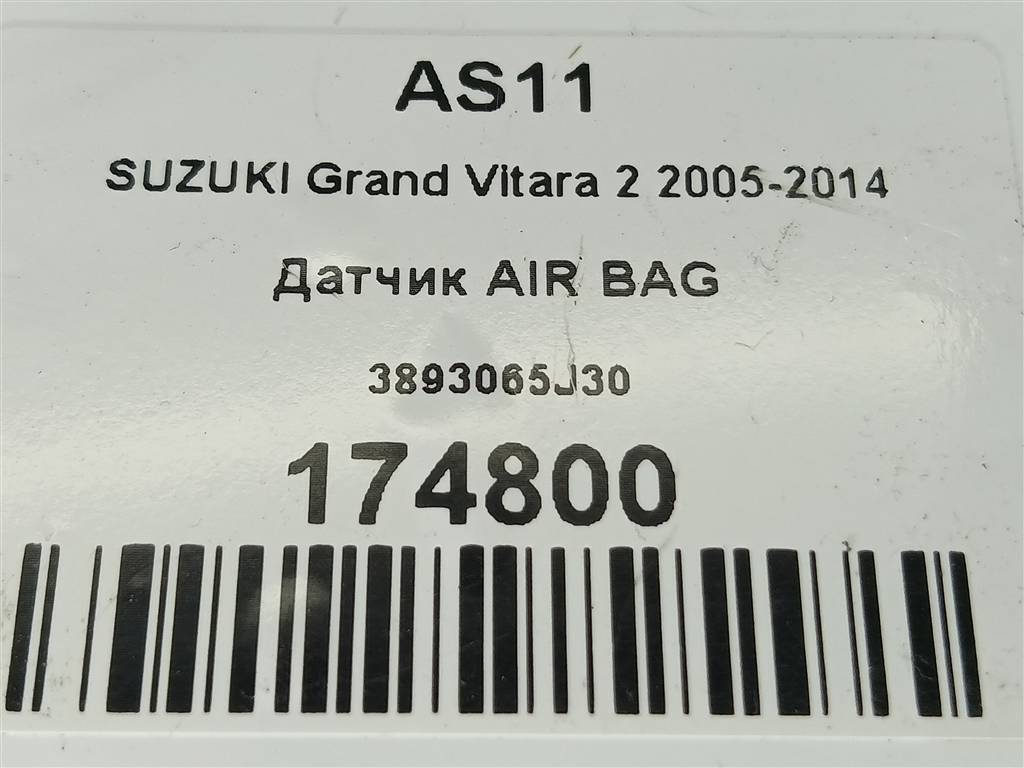 AS11
SUZUKI Grand Vitara 2 2005-2014
Датчик AIR BAG
3893065J30
174800